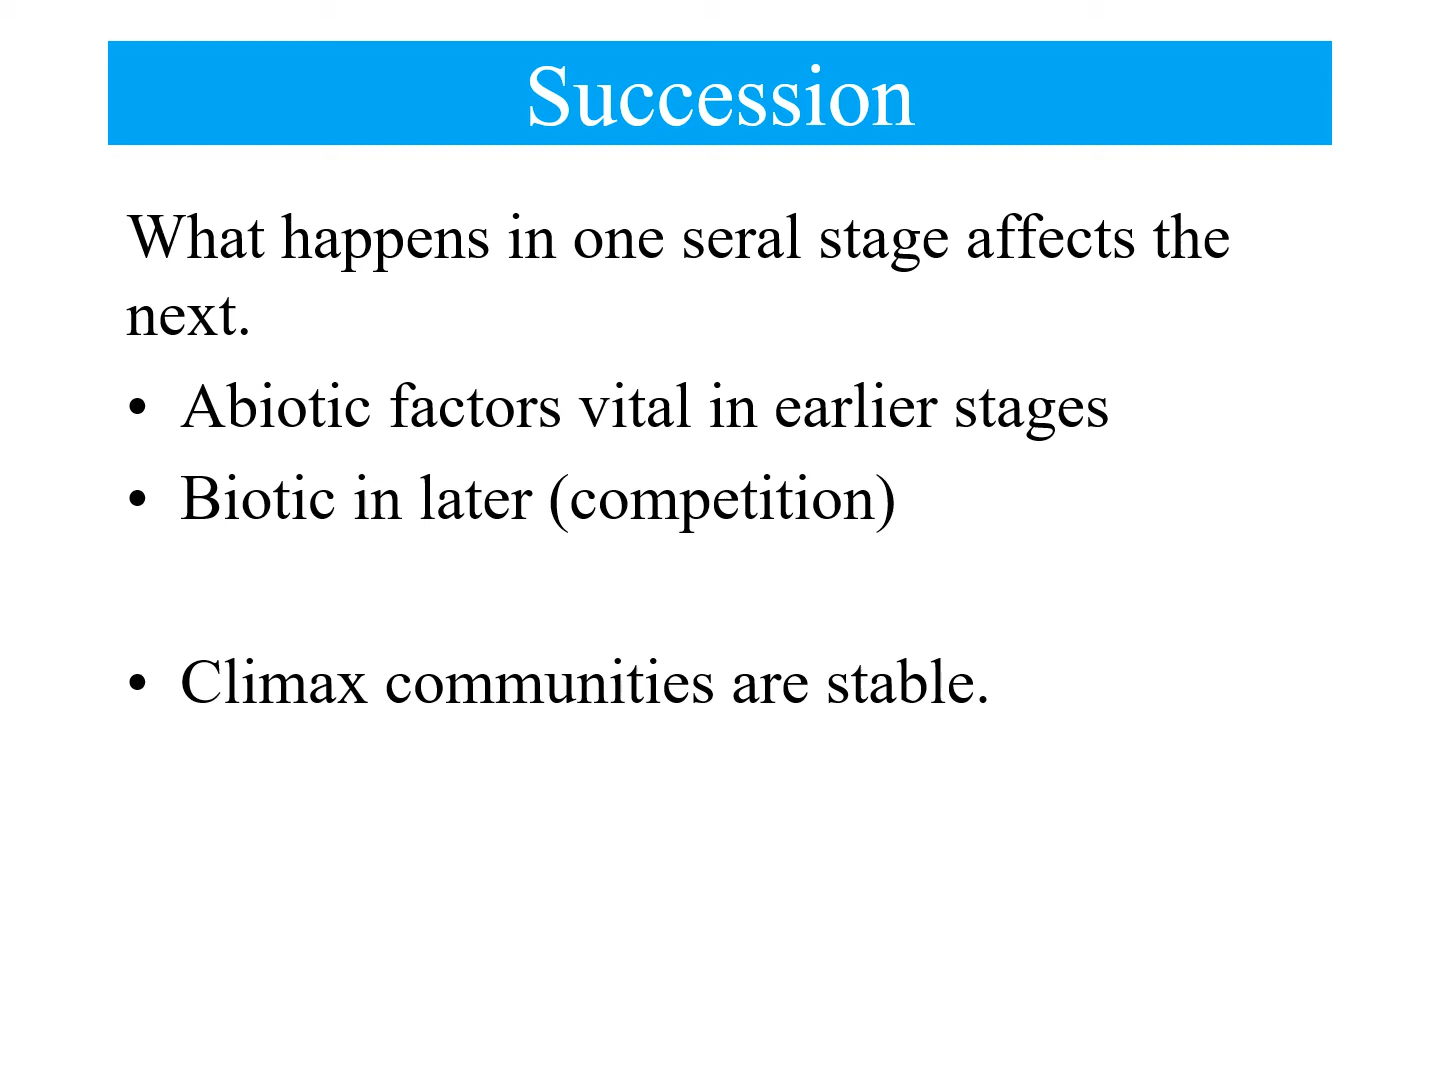 Succession
What happens in one seral stage affects the
next.
• Abiotic factors vital in earlier stages
• Biotic in later (competition)
• Climax communities are stable.